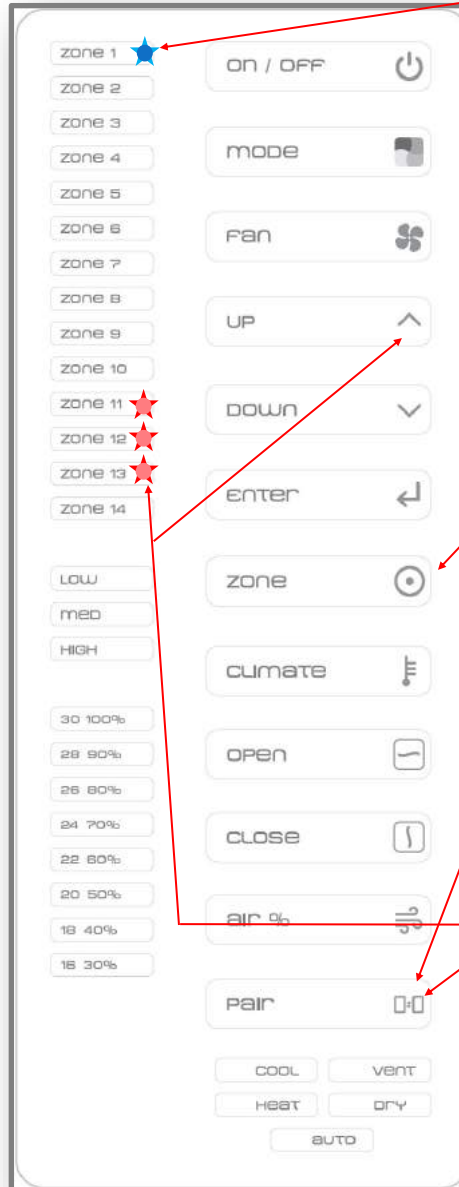 zone 1
zone 2
zone 3
zone 4
zone 5
zone 6
zone 7
zone 8
zone 9
zone 10
zone 11
zone 12
zone 13
zone 14
LOW
MED
HIGH
30 100%
28 90%
26 80%
24 70%
22 60%
20 50%
18 40%
16 30%
ON / OFF
MODE
Fan
UP
DOWN
ENTER
zone
CLIMATE
OPEN
CLOSE
air %
Pair
COOL VENT
HEAT DRY
AUTO